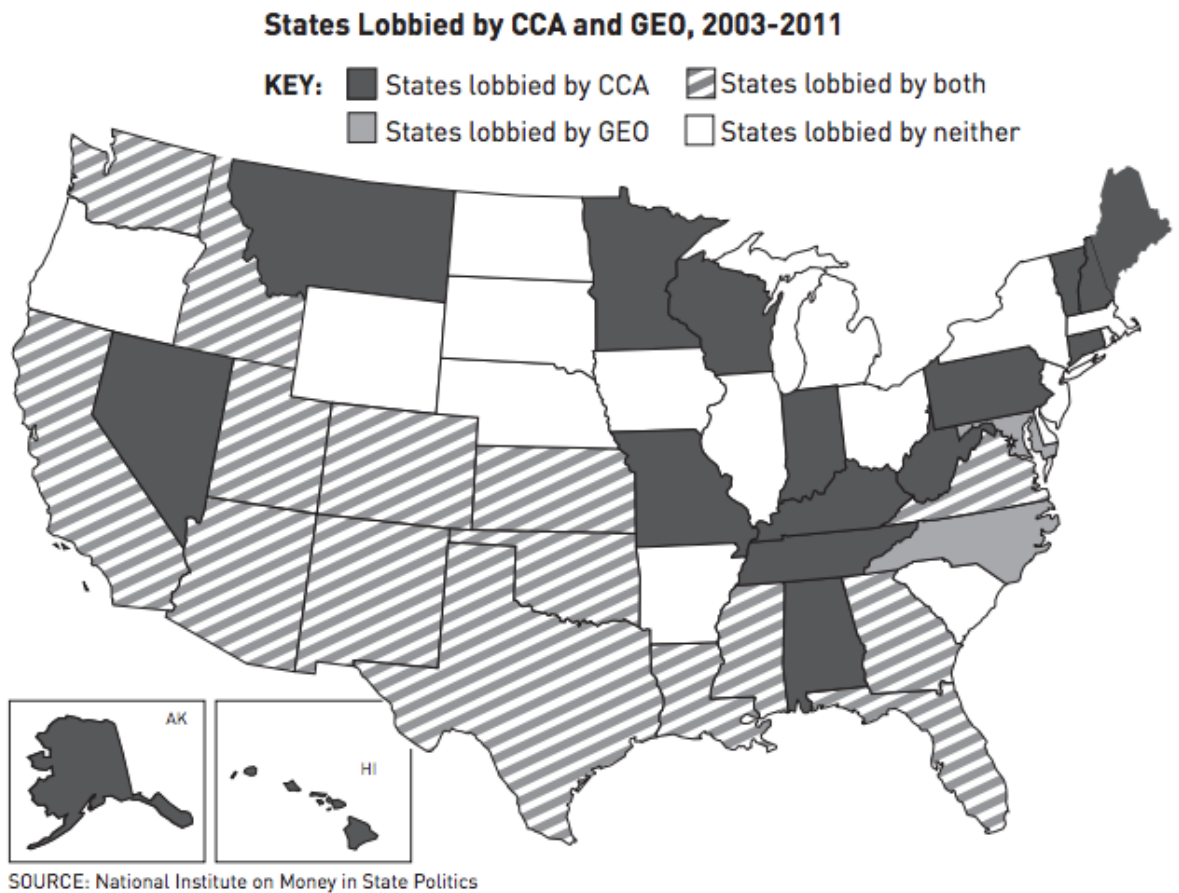 States Lobbied by CCA and GEO, 2003-2011
KEY: States lobbied by CCA States lobbied by both
States lobbied by GEO States lobbied by neither
AK
HI
SOURCE: National Institute on Money in State Politics